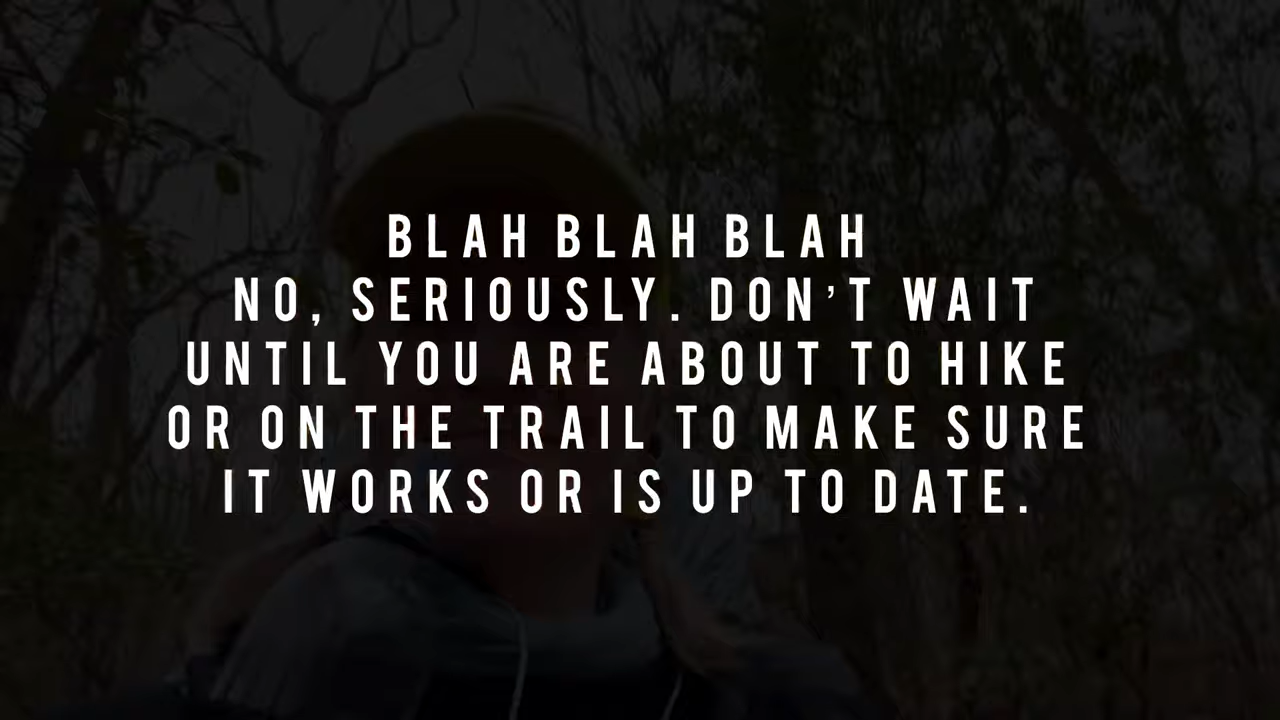 BLAH BLAH BLAH
NO, SERIOUSLY. DON'T WAIT
UNTIL YOU ARE ABOUT TO HIKE
OR ON THE TRAIL TO MAKE SURE
IT WORKS OR IS UP TO DATE.